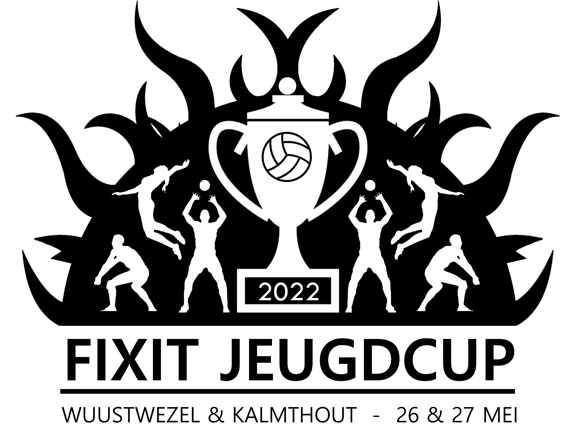 2022
FIXIT JEUGDCUP
WUUSTWEZEL & KALMTHOUT - 26 & 27 MEI